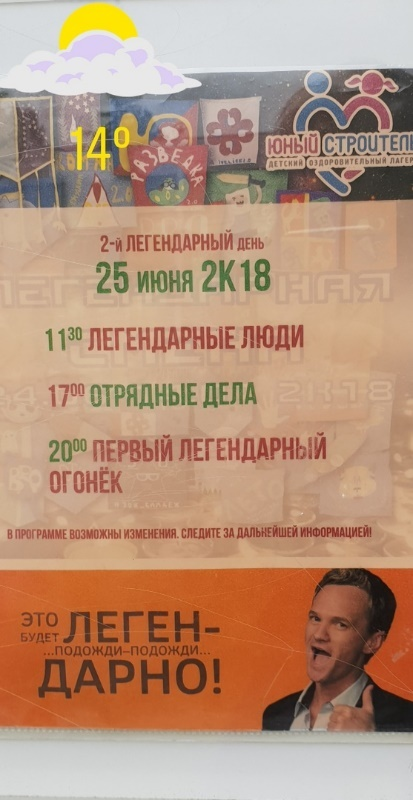 14°
РАЗВЕДКА
ЮНЫЙ СТРОИТЕЛЬ
ДЕТСКИЙ ОЗДОРОВИТЕЛЬНЫЙ ЛАГЕР
2-й ЛЕГЕНДАРНЫЙ ДЕНЬ
25 ИЮНЯ 2К18
11³⁰ ЛЕГЕНДАРНЫЕ ЛЮДИ
17⁰⁰ ОТРЯДНЫЕ ДЕЛА
20⁰⁰ ПЕРВЫЙ ЛЕГЕНДАРНЫЙ
ОГОНЁК
В ПРОГРАММЕ ВОЗМОЖНЫ ИЗМЕНЕНИЯ. СЛЕДИТЕ ЗА ДАЛЬНЕЙШЕЙ ИНФОРМАЦИЕЙ!
ЭТО
БУДЕТ ЛЕГЕН-
...ПОДОЖДИ-ПОДОЖДИ...
ДАРНО!